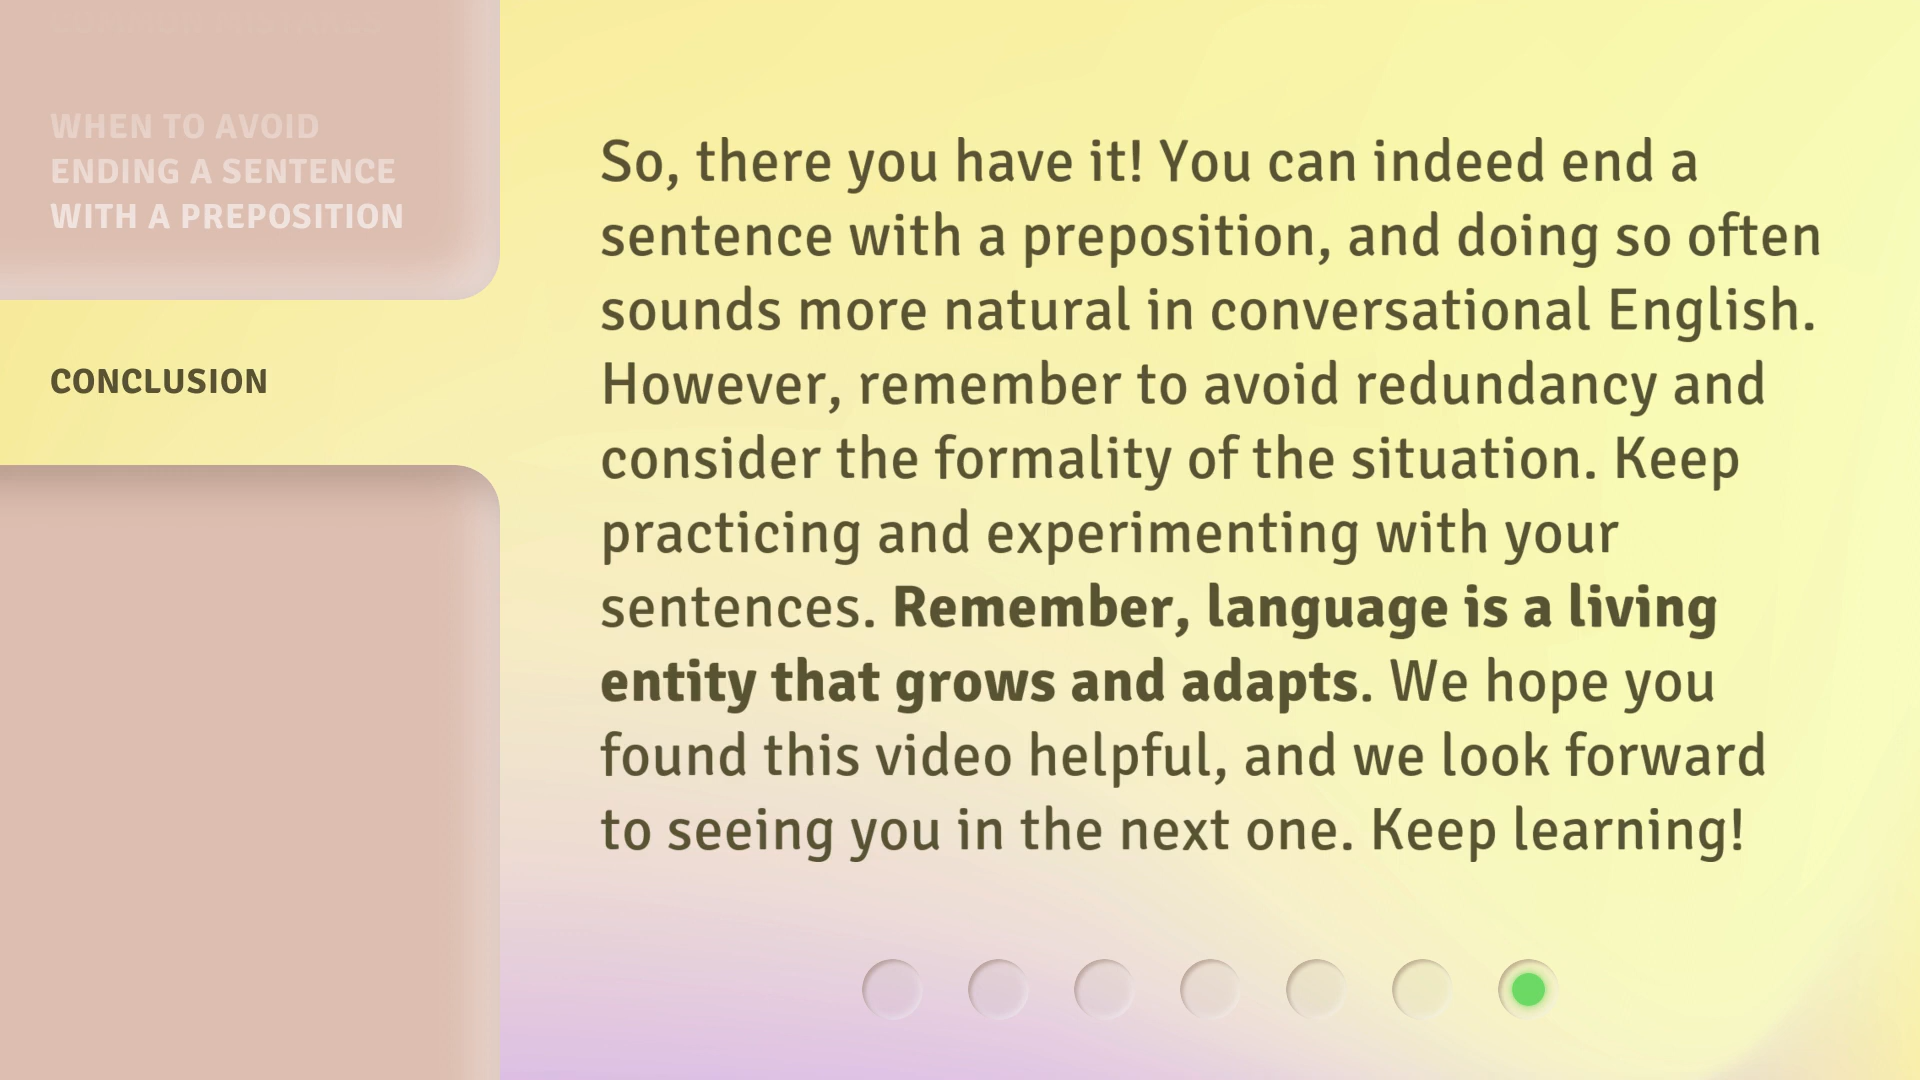 COMMON MISTAKES
WHEN TO AVOID
ENDING A SENTENCE
WITH A PREPOSITION
CONCLUSION
So, there you have it! You can indeed end a
sentence with a preposition, and doing so often
sounds more natural in conversational English.
However, remember to avoid redundancy and
consider the formality of the situation. Keep
practicing and experimenting with your
sentences. Remember, language is a living
entity that grows and adapts. We hope you
found this video helpful, and we look forward
to seeing you in the next one. Keep learning!